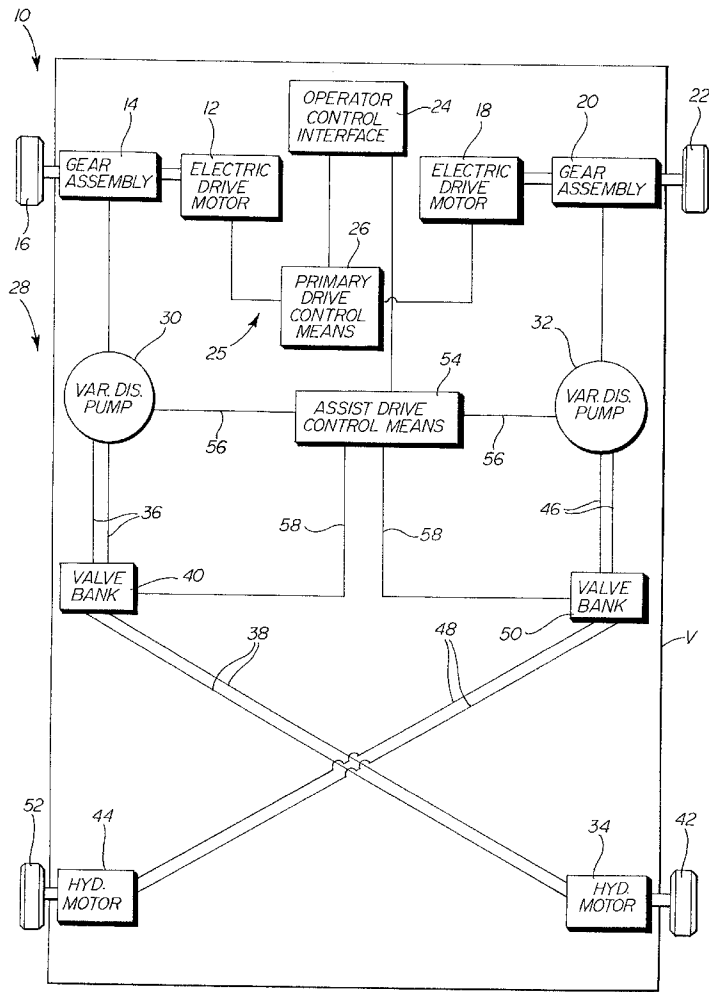 10
14
12
OPERATOR
CONTROL
INTERFACE
24
18
20
22
GEAR
ASSEMBLY
ELECTRIC
DRIVE
MOTOR
ELECTRIC
DRIVE
MOTOR
GEAR
ASSEMBLY
16
26
28
PRIMARY
DRIVE
CONTROL
MEANS
25
30
32
54
VAR. DIS.
PUMP
ASSIST DRIVE
CONTROL MEANS
VAR. DIS.
PUMP
56
56
36
58
58
46
VALVE
BANK
40
VALVE
BANK
50
38
48
V
52
44
34
42
HYD.
MOTOR
HYD.
MOTOR